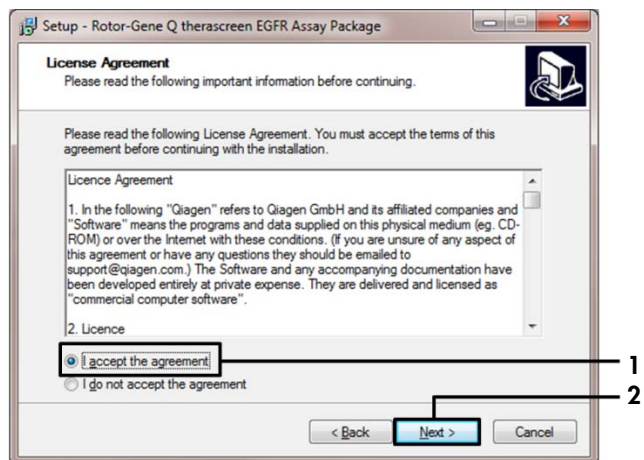 Setup - Rotor-Gene Q therascreen EGFR Assay Package
License Agreement
Please read the following important information before continuing.
Please read the following License Agreement. You must accept the terms of this
agreement before continuing with the installation.
Licence Agreement
1. In the following "Qiagen" refers to Qiagen GmbH and its affiliated companies and
"Software" means the programs and data supplied on this physical medium (eg. CD-
ROM) or over the Internet with these conditions. (If you are unsure of any aspect of
this agreement or have any questions they should be emailed to
support@qiagen.com.) The Software and any accompanying documentation have
been developed entirely at private expense. They are delivered and licensed as
"commercial computer software".
2. Licence
I accept the agreement
1
I do not accept the agreement
2
< Back
Next >
Cancel